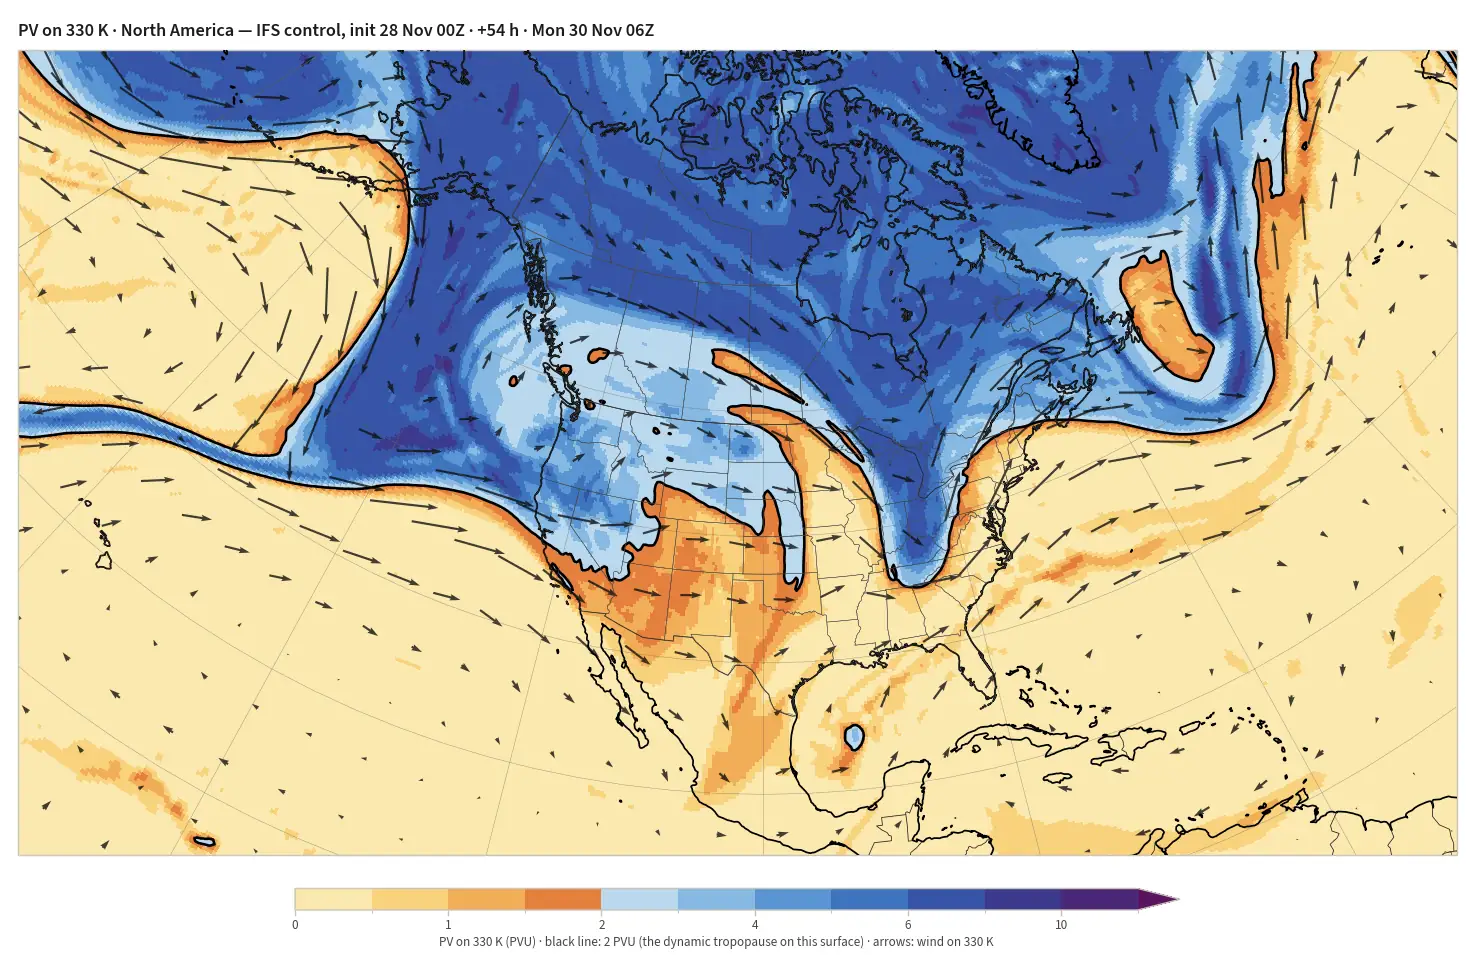 PV on 330 K · North America — IFS control, init 28 Nov 00Z · +54 h · Mon 30 Nov 06Z
0 1 2 4 6 10
PV on 330 K (PVU) · black line: 2 PVU (the dynamic tropopause on this surface) · arrows: wind on 330 K